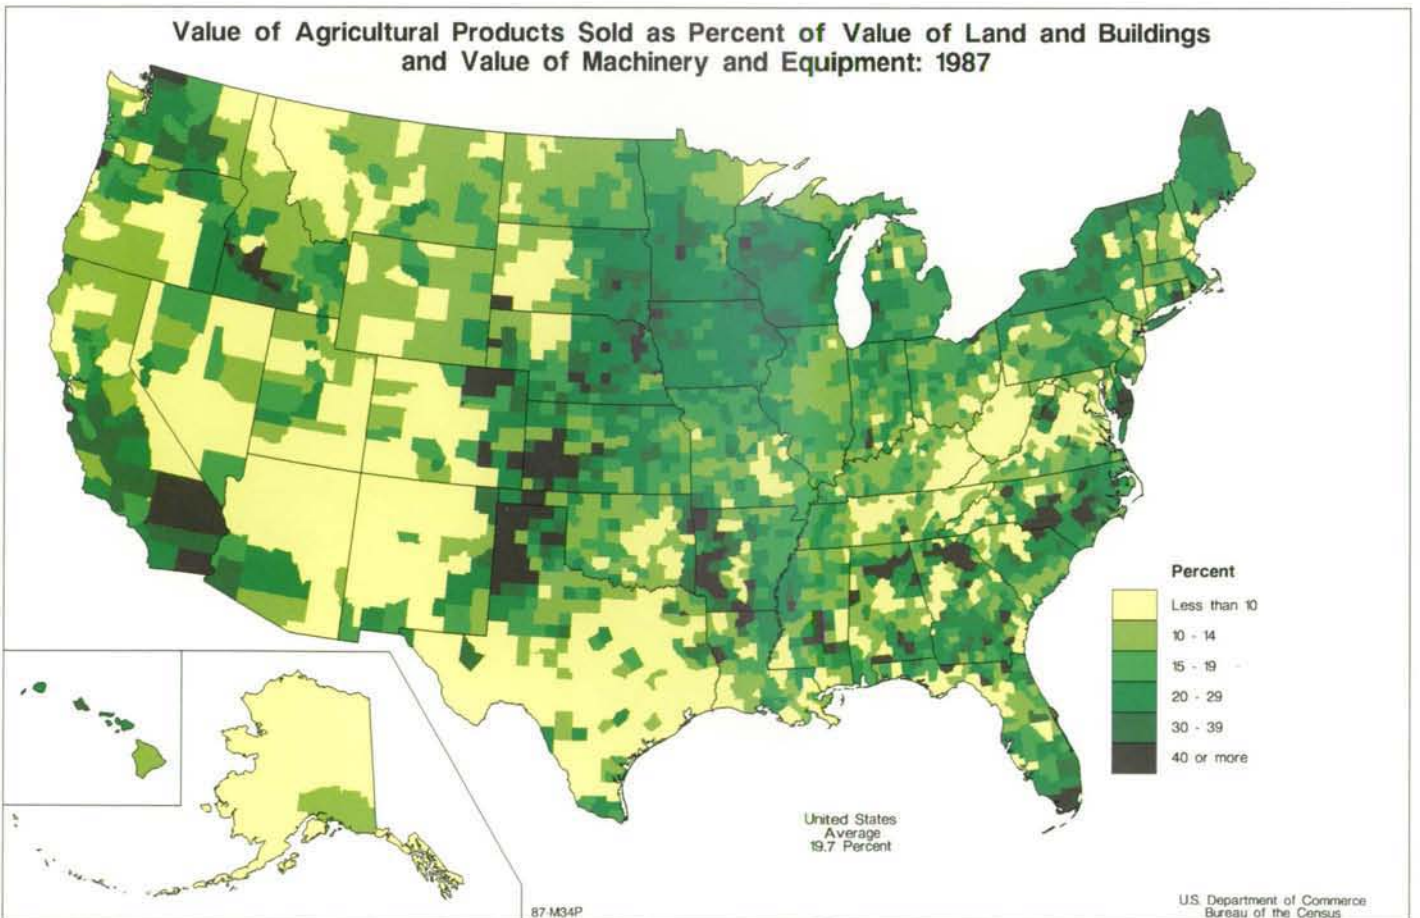 Value of Agricultural Products Sold as Percent of Value of Land and Buildings
and Value of Machinery and Equipment: 1987
Percent
Less than 10
10 - 14
15 - 19
20 - 29
30 - 39
40 or more
United States
Average
19.7 Percent
87-M34P
U.S. Department of Commerce
Bureau of the Census